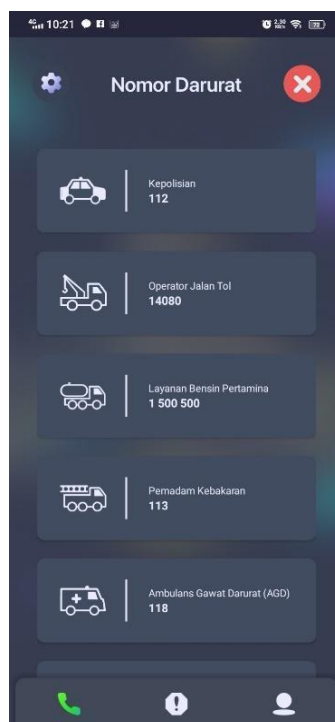 10:21
Nomor Darurat
Kepolisian
112
Operator Jalan Tol
14080
Layanan Bensin Pertamina
1 500 500
Pemadam Kebakaran
113
Ambulans Gawat Darurat (AGD)
118